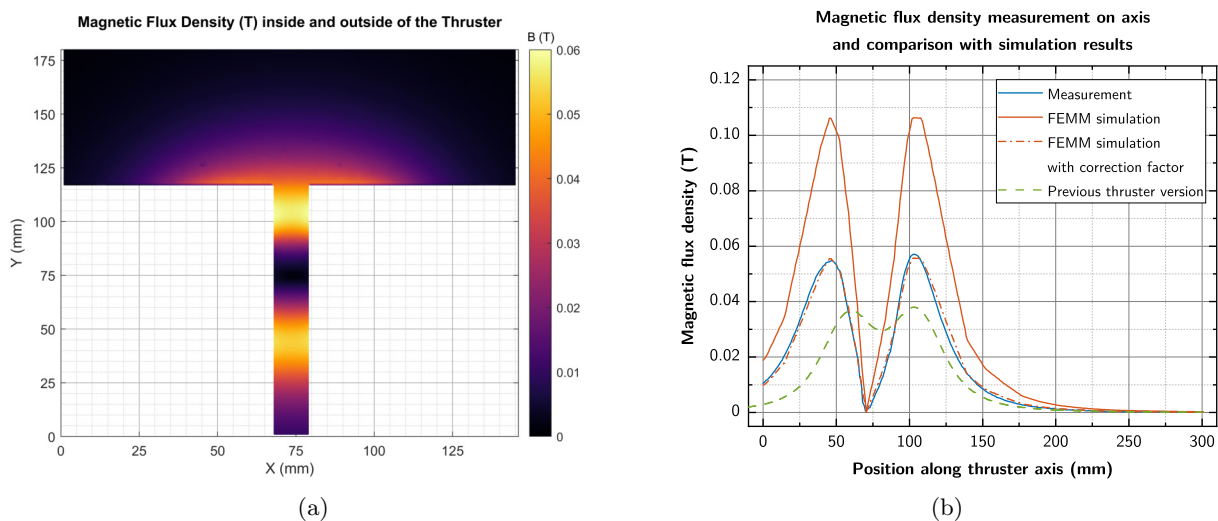 Magnetic Flux Density (T) inside and outside of the Thruster
B (T)
0.06
0.05
0.04
0.03
0.02
0.01
0
175
150
125
100
75
50
25
0
Y (mm)
0 25 50 75 100 125
X (mm)
(a)
Magnetic flux density measurement on axis
and comparison with simulation results
0.12
0.10
0.08
0.06
0.04
0.02
0
Magnetic flux density (T)
Measurement
FEMM simulation
FEMM simulation
with correction factor
Previous thruster version
0 50 100 150 200 250 300
Position along thruster axis (mm)
(b)